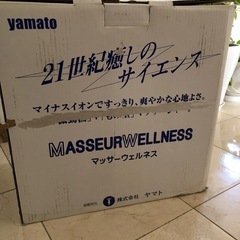 yamato
21世紀癒しの
サイエンス
マイナスイオンですっきり、爽やかな心地よさ。
MASSEURWELLNESS
マッサーウェルネス
株式会社 ヤマト